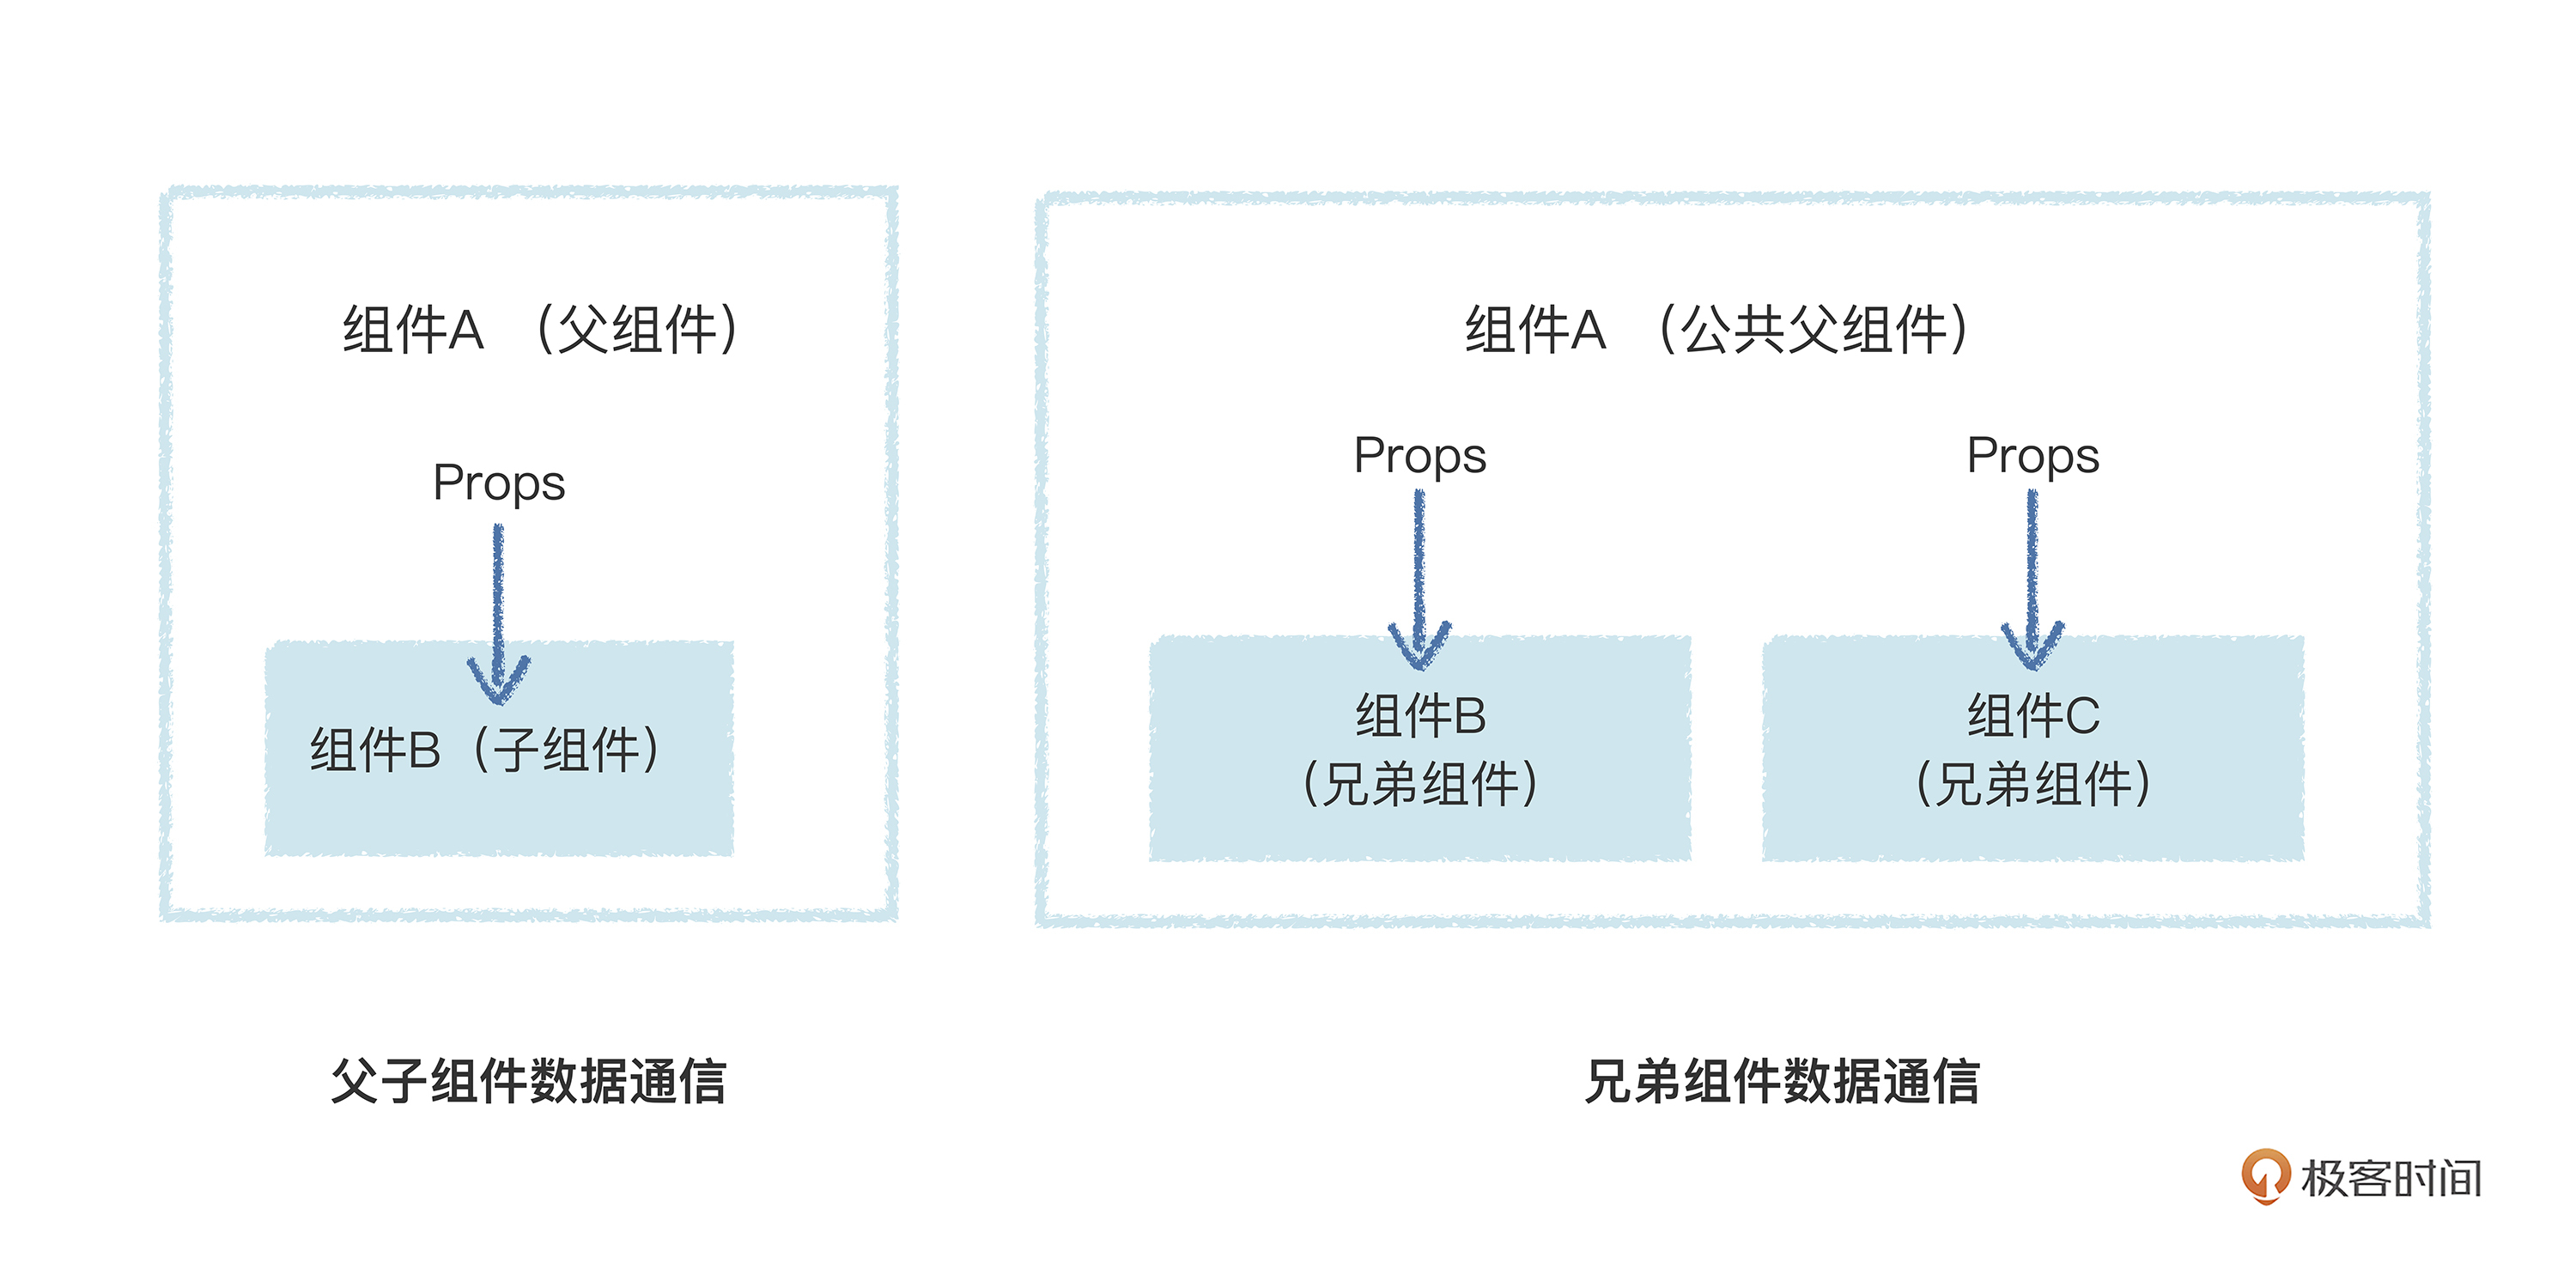 组件A （父组件）
Props
组件B（子组件）
父子组件数据通信
组件A （公共父组件）
Props
Props
组件B
（兄弟组件）
组件C
（兄弟组件）
兄弟组件数据通信
极客时间